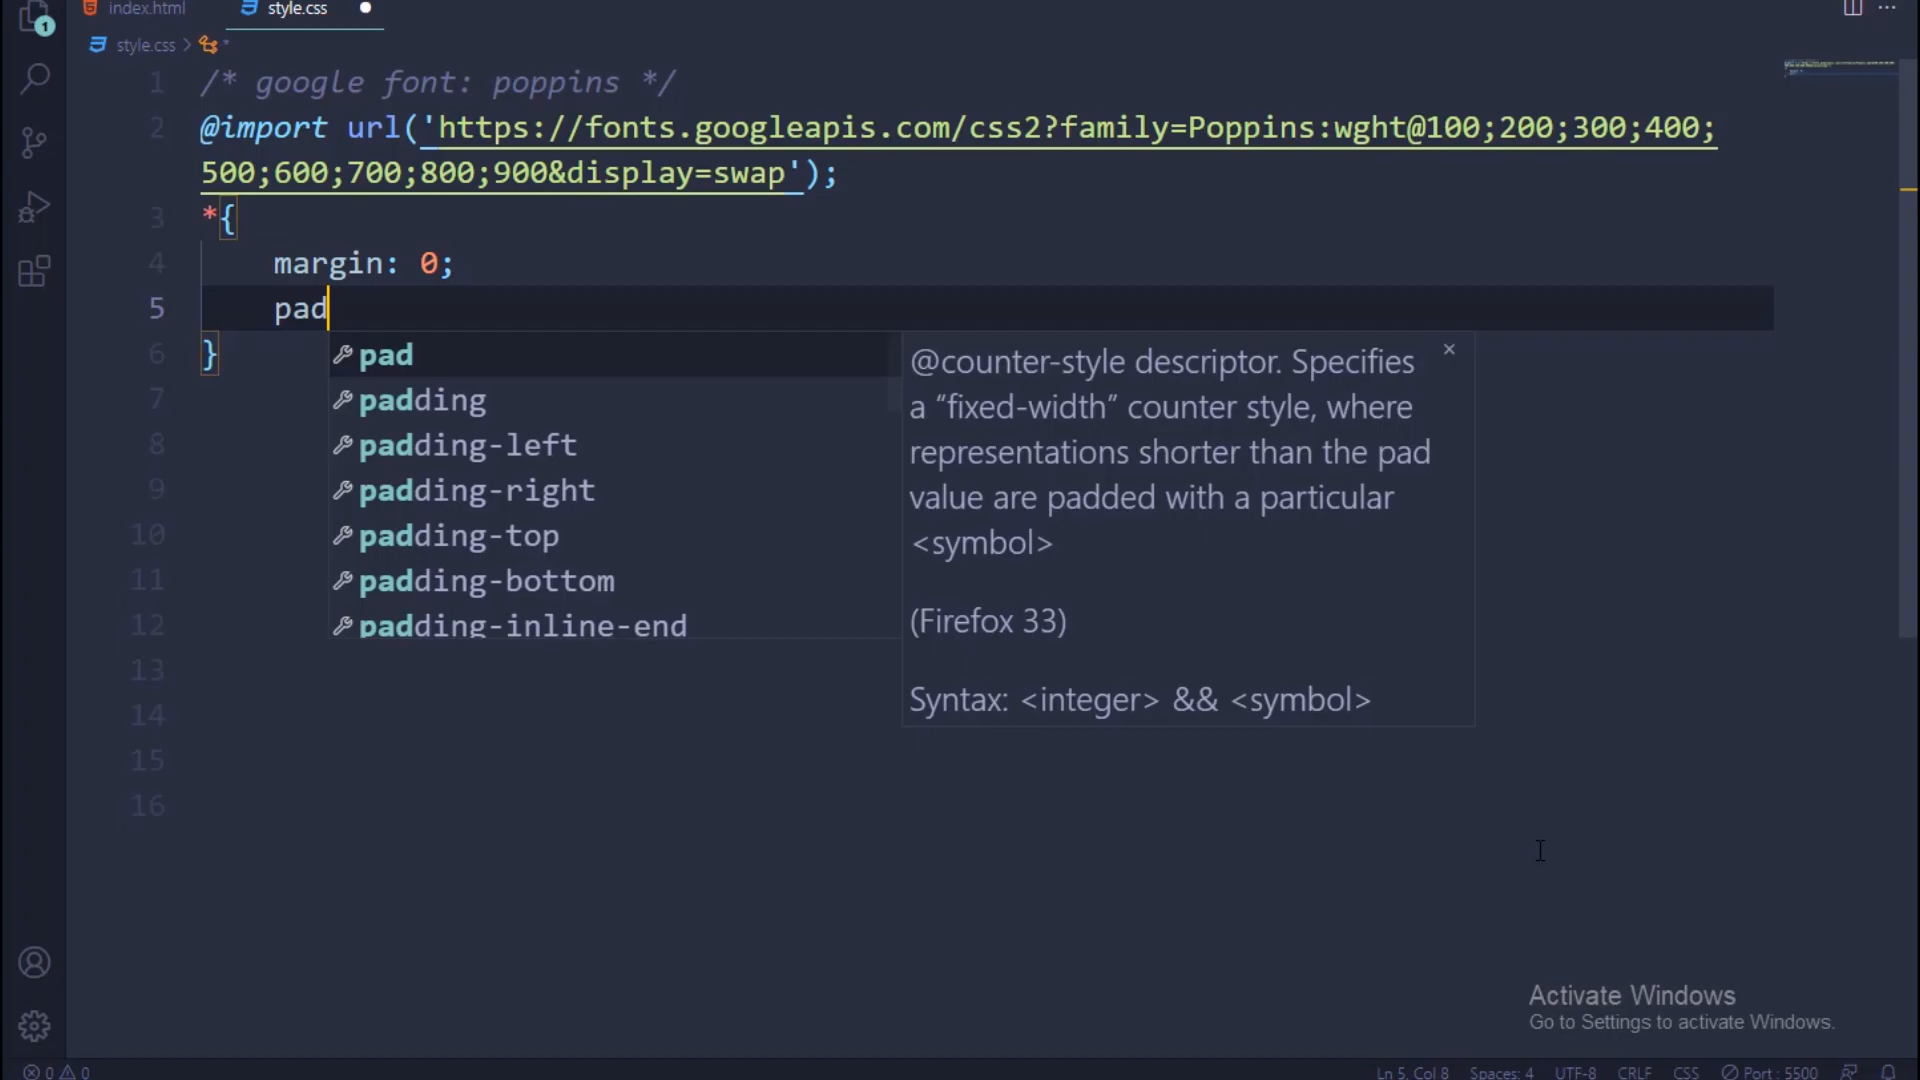 1
index.html
style.css
style.css > *
1 /* google font: poppins */
2 @import url('https://fonts.googleapis.com/css2?family=Poppins:wght@100;200;300;400;
500;600;700;800;900&display=swap');
3 *{
4 margin: 0;
5 pad
6 }
7
8
9
10
11
12
13
14
15
16
pad
padding
padding-left
padding-right
padding-top
padding-bottom
padding-inline-end
@counter-style descriptor. Specifies
a “fixed-width” counter style, where
representations shorter than the pad
value are padded with a particular
<symbol>
(Firefox 33)
Syntax: <integer> && <symbol>
Activate Windows
Go to Settings to activate Windows.
0 0
Ln 5, Col 8 Spaces: 4 UTF-8 CRLF CSS Port : 5500